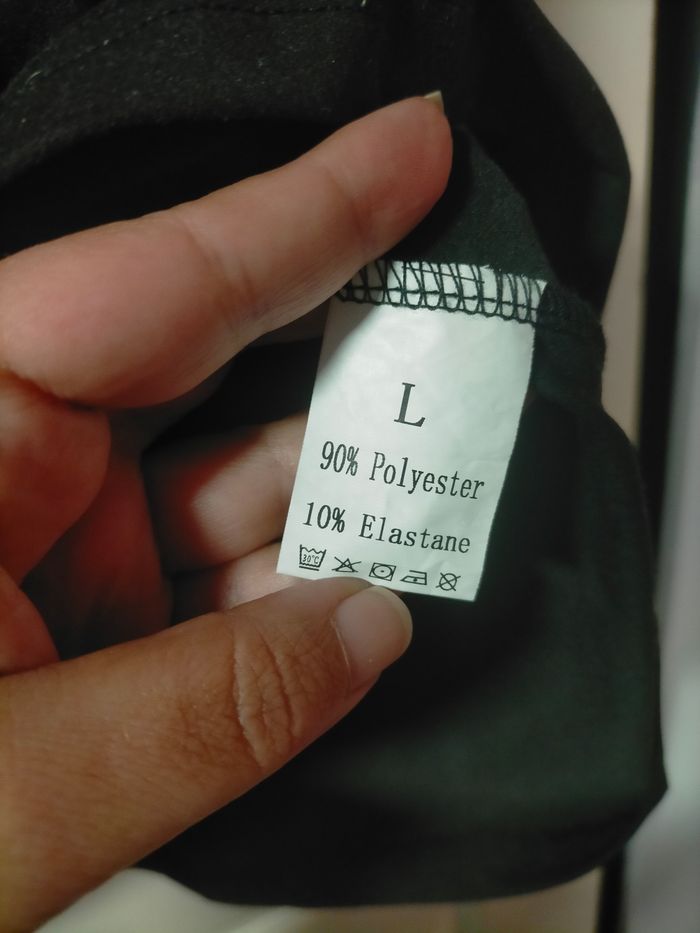 L
90% Polyester
10% Elastane
30°C